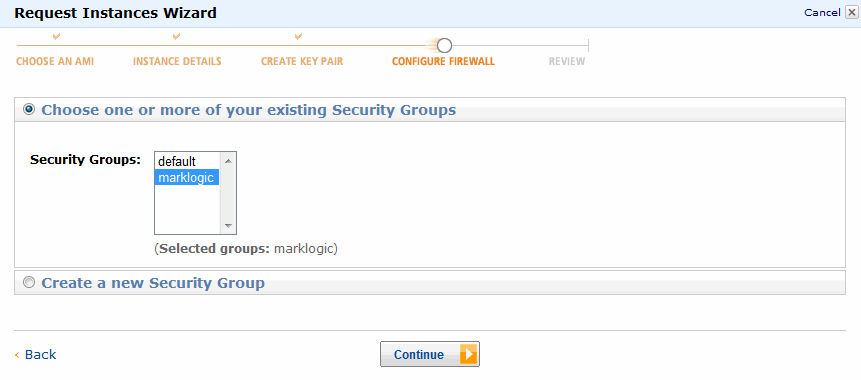 Request Instances Wizard
Cancel
CHOOSE AN AMI INSTANCE DETAILS CREATE KEY PAIR CONFIGURE FIREWALL REVIEW
Choose one or more of your existing Security Groups
Security Groups:
default
marklogic
(Selected groups: marklogic)
Create a new Security Group
‹ Back
Continue